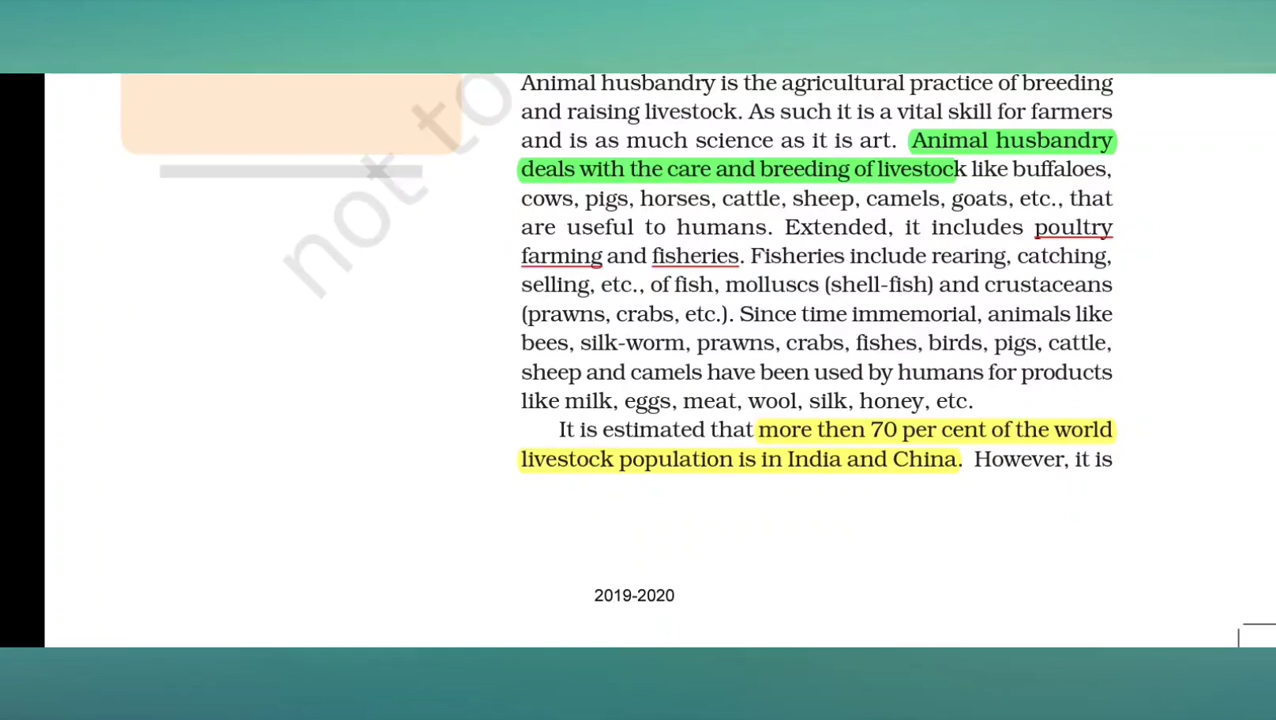 Animal husbandry is the agricultural practice of breeding
and raising livestock. As such it is a vital skill for farmers
and is as much science as it is art. Animal husbandry
deals with the care and breeding of livestock like buffaloes,
cows, pigs, horses, cattle, sheep, camels, goats, etc., that
are useful to humans. Extended, it includes poultry
farming and fisheries. Fisheries include rearing, catching,
selling, etc., of fish, molluscs (shell-fish) and crustaceans
(prawns, crabs, etc.). Since time immemorial, animals like
bees, silk-worm, prawns, crabs, fishes, birds, pigs, cattle,
sheep and camels have been used by humans for products
like milk, eggs, meat, wool, silk, honey, etc.
It is estimated that more then 70 per cent of the world
livestock population is in India and China. However, it is
not to
2019-2020